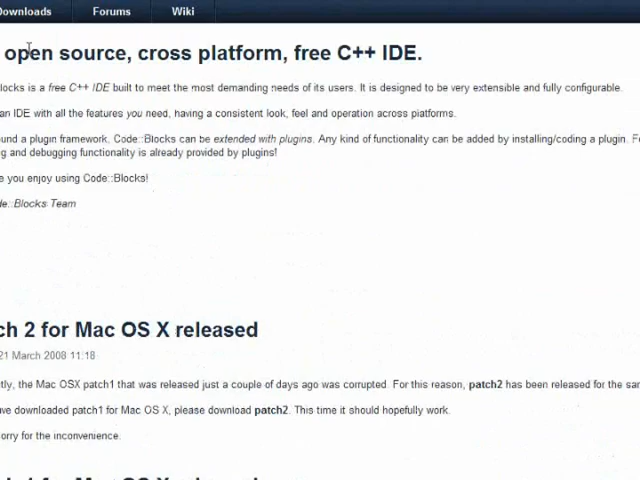 Downloads Forums Wiki
open source, cross platform, free C++ IDE.
locks is a free C++ IDE built to meet the most demanding needs of its users. It is designed to be very extensible and fully configurable.
an IDE with all the features you need, having a consistent look, feel and operation across platforms.
und a plugin framework, Code::Blocks can be extended with plugins. Any kind of functionality can be added by installing/coding a plugin. Fo
g and debugging functionality is already provided by plugins!
e you enjoy using Code::Blocks!
de::Blocks Team
ch 2 for Mac OS X released
21 March 2008 11:18
tly, the Mac OSX patch1 that was released just a couple of days ago was corrupted. For this reason, patch2 has been released for the sam
ve downloaded patch1 for Mac OS X, please download patch2. This time it should hopefully work.
orry for the inconvenience.